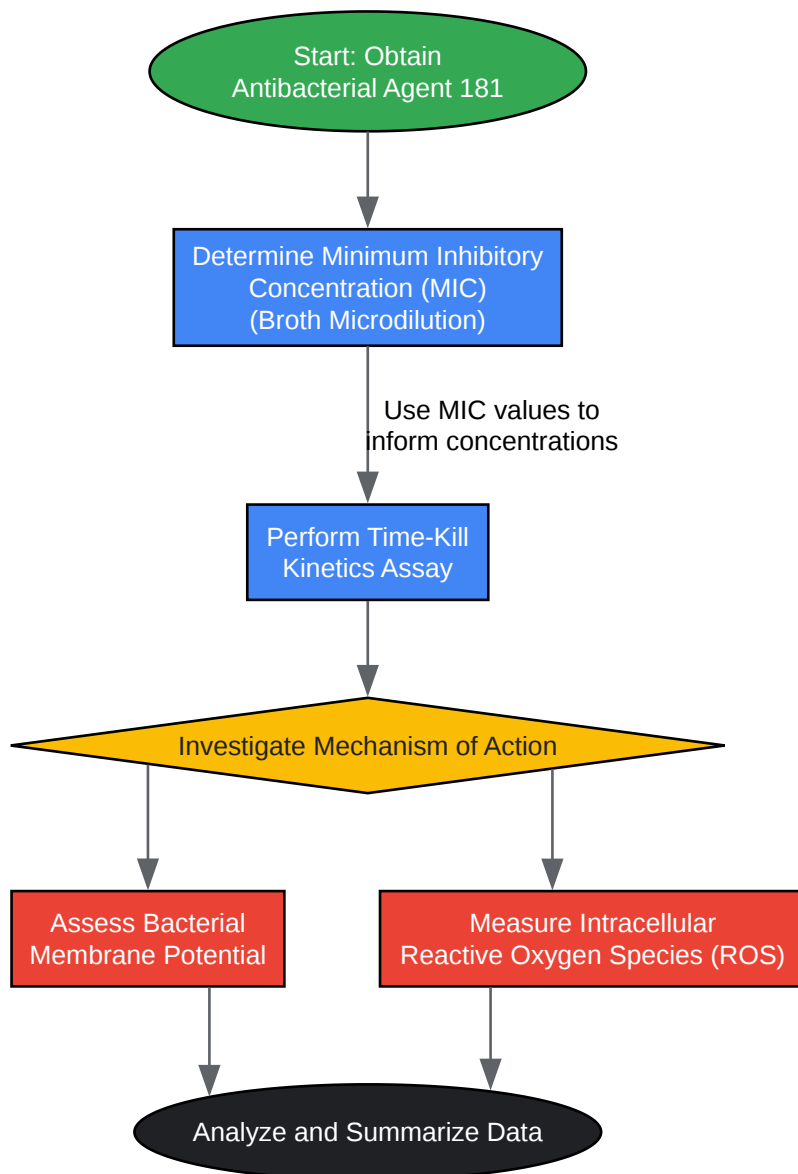 Start: Obtain
Antibacterial Agent 181
Determine Minimum Inhibitory
Concentration (MIC)
(Broth Microdilution)
Use MIC values to
inform concentrations
Perform Time-Kill
Kinetics Assay
Investigate Mechanism of Action
Assess Bacterial
Membrane Potential
Measure Intracellular
Reactive Oxygen Species (ROS)
Analyze and Summarize Data